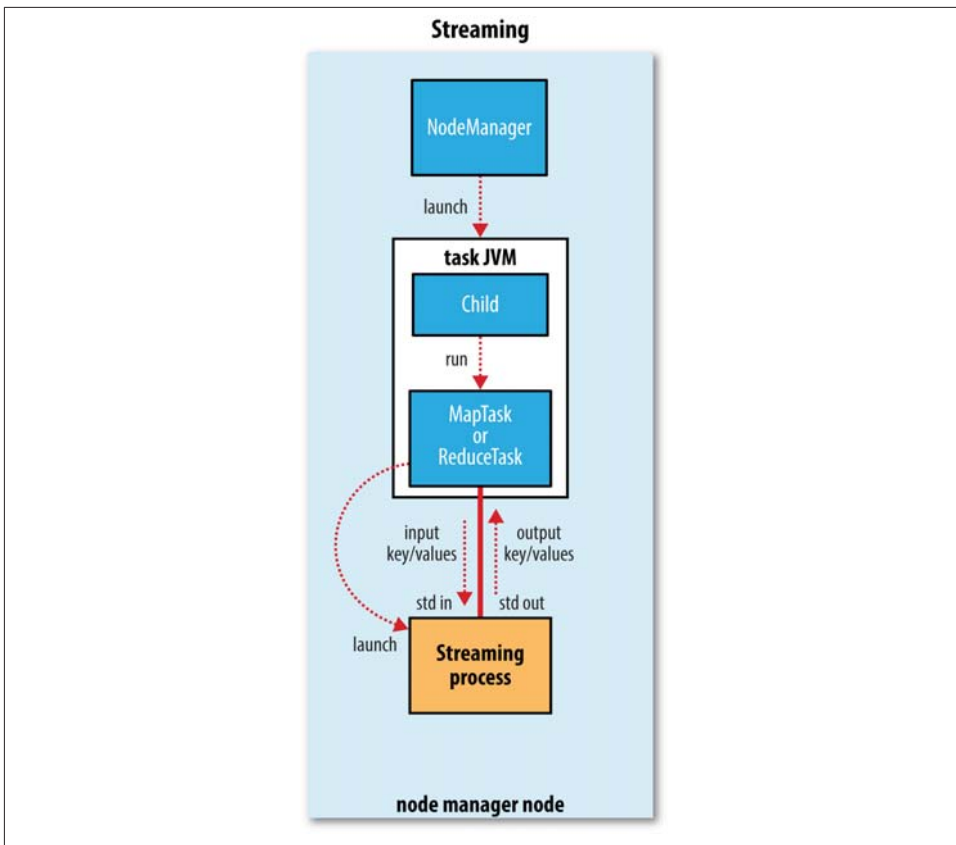 Streaming
NodeManager
launch
task JVM
Child
run
MapTask
or
ReduceTask
input
key/values
output
key/values
std in
std out
launch
Streaming
process
node manager node